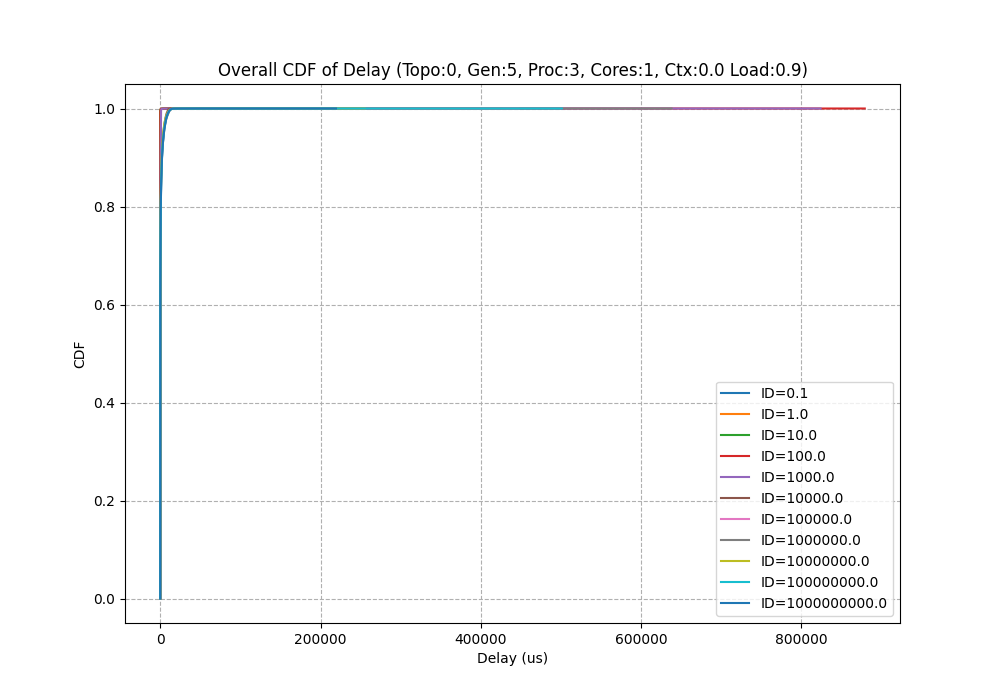 Overall CDF of Delay (Topo:0, Gen:5, Proc:3, Cores:1, Ctx:0.0 Load:0.9)
1.0
0.8
0.6
0.4
0.2
0.0
CDF
ID=0.1
ID=1.0
ID=10.0
ID=100.0
ID=1000.0
ID=10000.0
ID=100000.0
ID=1000000.0
ID=10000000.0
ID=100000000.0
ID=1000000000.0
0 200000 400000 600000 800000
Delay (us)